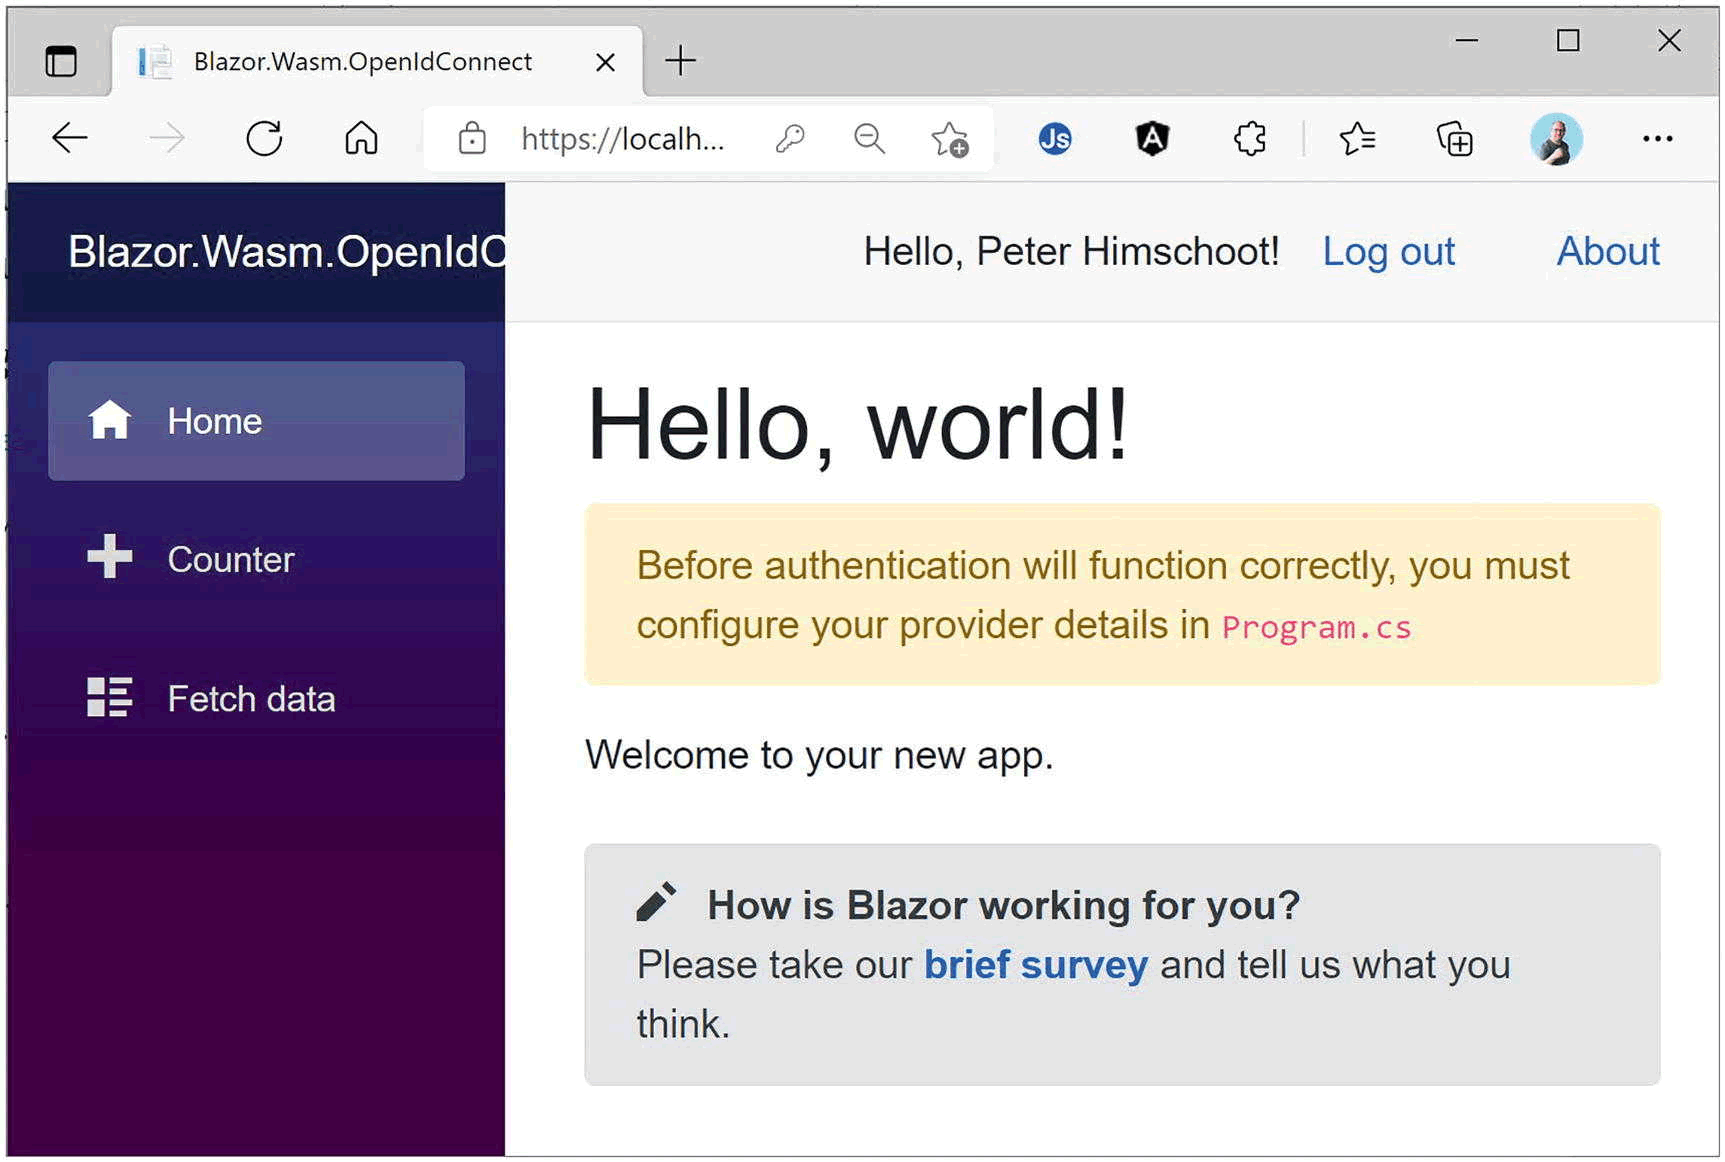 Blazor.Wasm.OpenIdConnect
https://localh...
JS
A
Blazor.Wasm.OpenIdC
Hello, Peter Himschoot! Log out About
Home
Counter
Fetch data
Hello, world!
Before authentication will function correctly, you must
configure your provider details in Program.cs
Welcome to your new app.
How is Blazor working for you?
Please take our brief survey and tell us what you
think.